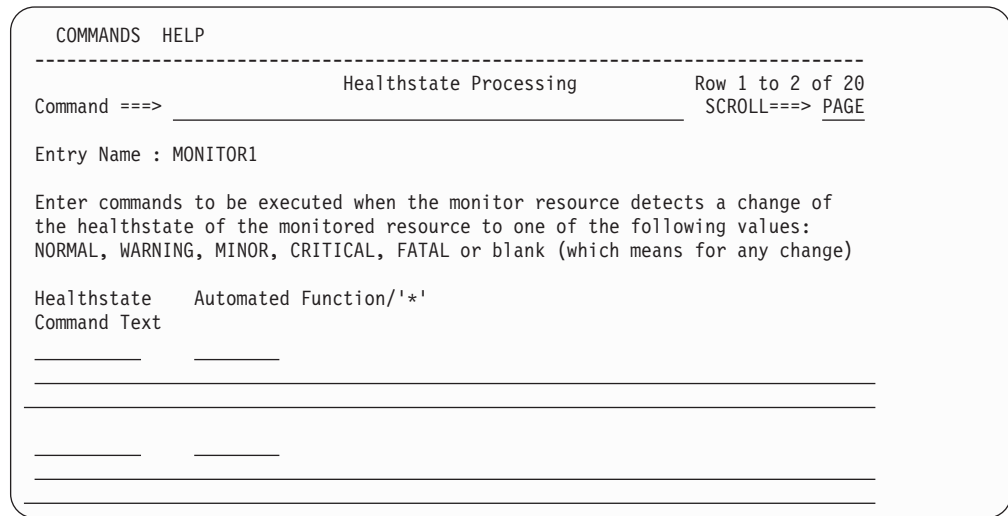 COMMANDS HELP
-------------------------------------------------------------------------------
Healthstate Processing Row 1 to 2 of 20
Command ===> ________________________________________________ SCROLL===> PAGE
Entry Name : MONITOR1
Enter commands to be executed when the monitor resource detects a change of
the healthstate of the monitored resource to one of the following values:
NORMAL, WARNING, MINOR, CRITICAL, FATAL or blank (which means for any change)
Healthstate Automated Function/'*'
Command Text